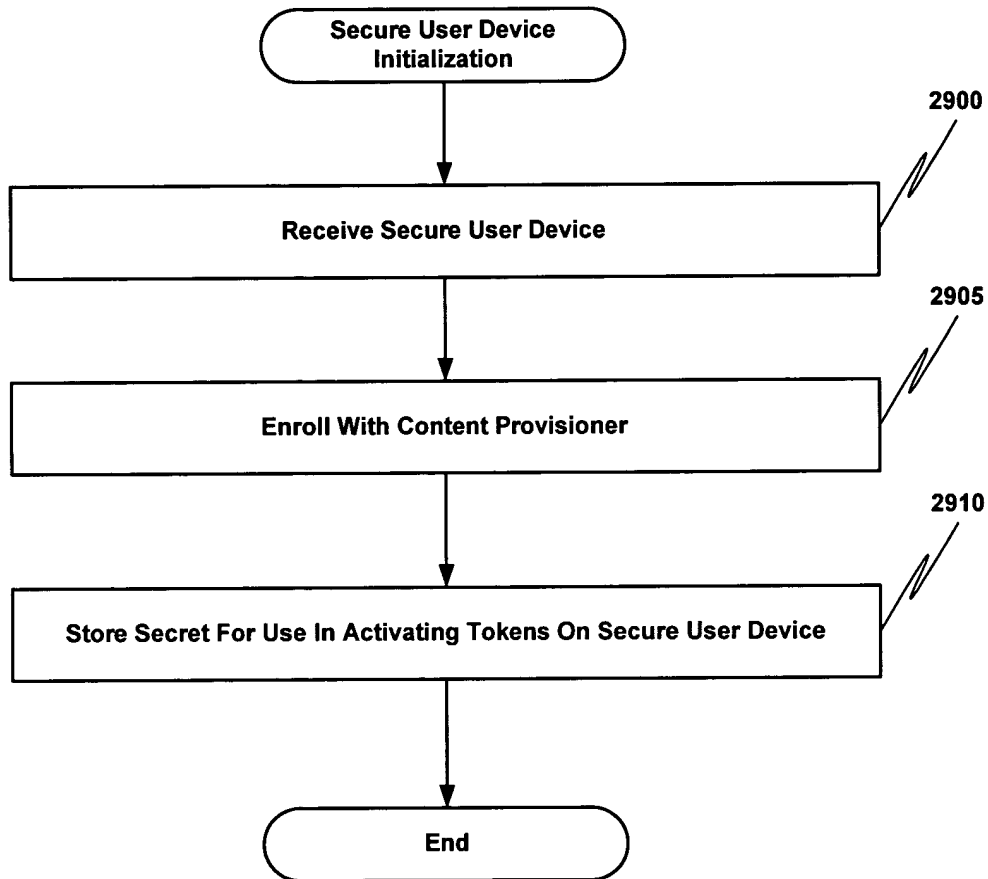 Secure User Device
Initialization
2900
Receive Secure User Device
2905
Enroll With Content Provisioner
2910
Store Secret For Use In Activating Tokens On Secure User Device
End